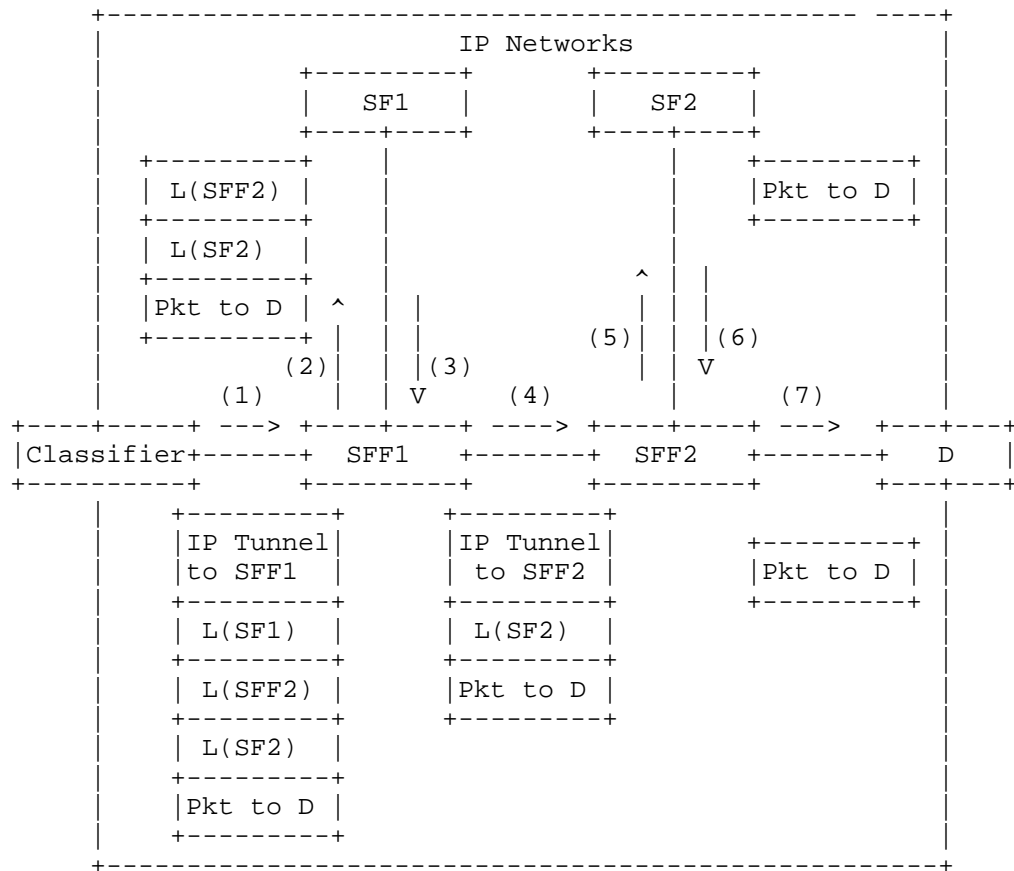 IP Networks
SF1 SF2
L(SFF2) Pkt to D
L(SF2)
Pkt to D ^ ^
(5) (6)
(2) (3) V
(1) V (4) (7)
Classifier SFF1 SFF2 D
IP Tunnel IP Tunnel
to SFF1 to SFF2 Pkt to D
L(SF1) L(SF2)
L(SFF2) Pkt to D
L(SF2)
Pkt to D